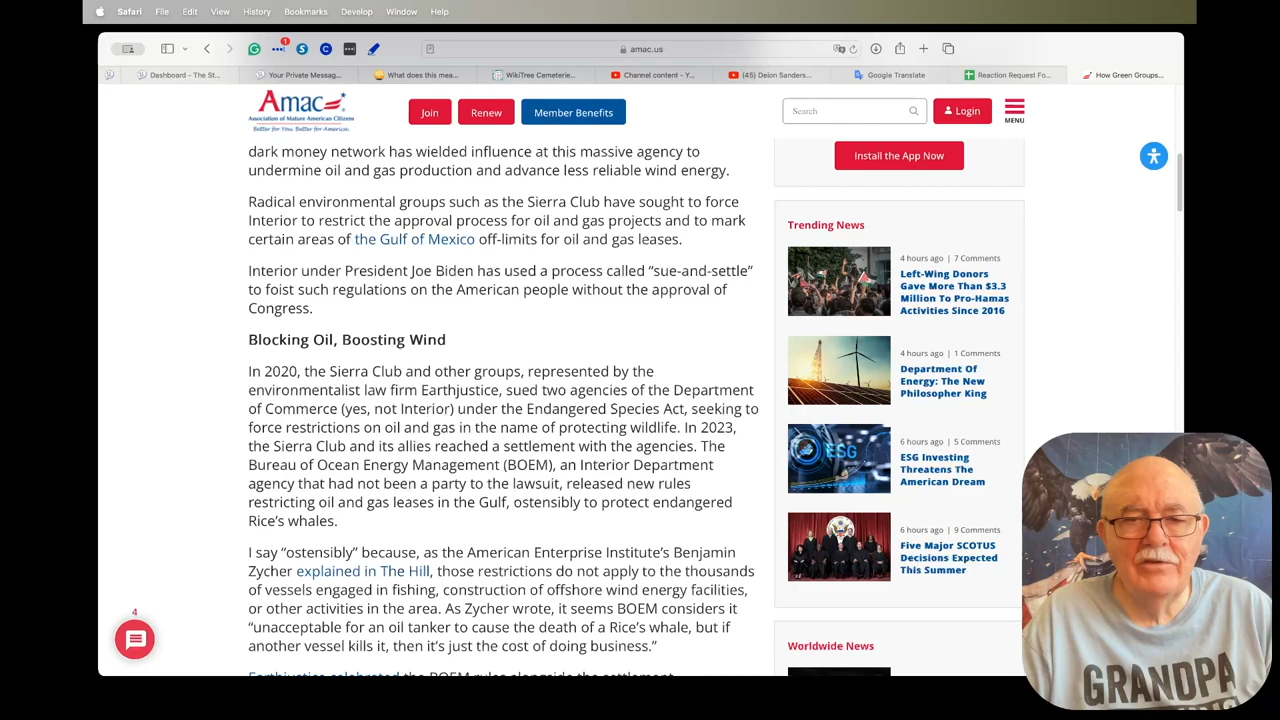 Safari File Edit View History Bookmarks Develop Window Help
1
amac.us
Dashboard - The St...
Your Private Messag...
What does this mea...
WikiTree Cemeterie...
Channel content - Y...
(45) Deion Sanders...
Google Translate
Reaction Request Fo...
How Green Groups...
Amac
Association of Mature American Citizens
Better for You. Better for America.
Join
Renew
Member Benefits
Search
Login
MENU
dark money network has wielded influence at this massive agency to
undermine oil and gas production and advance less reliable wind energy.
Radical environmental groups such as the Sierra Club have sought to force
Interior to restrict the approval process for oil and gas projects and to mark
certain areas of the Gulf of Mexico off-limits for oil and gas leases.
Interior under President Joe Biden has used a process called “sue-and-settle”
to foist such regulations on the American people without the approval of
Congress.
Blocking Oil, Boosting Wind
In 2020, the Sierra Club and other groups, represented by the
environmentalist law firm Earthjustice, sued two agencies of the Department
of Commerce (yes, not Interior) under the Endangered Species Act, seeking to
force restrictions on oil and gas in the name of protecting wildlife. In 2023,
the Sierra Club and its allies reached a settlement with the agencies. The
Bureau of Ocean Energy Management (BOEM), an Interior Department
agency that had not been a party to the lawsuit, released new rules
restricting oil and gas leases in the Gulf, ostensibly to protect endangered
Rice’s whales.
I say “ostensibly” because, as the American Enterprise Institute’s Benjamin
Zycher explained in The Hill, those restrictions do not apply to the thousands
of vessels engaged in fishing, construction of offshore wind energy facilities,
or other activities in the area. As Zycher wrote, it seems BOEM considers it
“unacceptable for an oil tanker to cause the death of a Rice’s whale, but if
another vessel kills it, then it’s just the cost of doing business.”
Earthjustice celebrated the BOEM rules alongside the settlement
Install the App Now
Trending News
4 hours ago | 7 Comments
Left-Wing Donors
Gave More Than $3.3
Million To Pro-Hamas
Activities Since 2016
4 hours ago | 1 Comments
Department Of
Energy: The New
Philosopher King
6 hours ago | 5 Comments
ESG
ESG Investing
Threatens The
American Dream
6 hours ago | 9 Comments
Five Major SCOTUS
Decisions Expected
This Summer
Worldwide News
4
GRANDPA